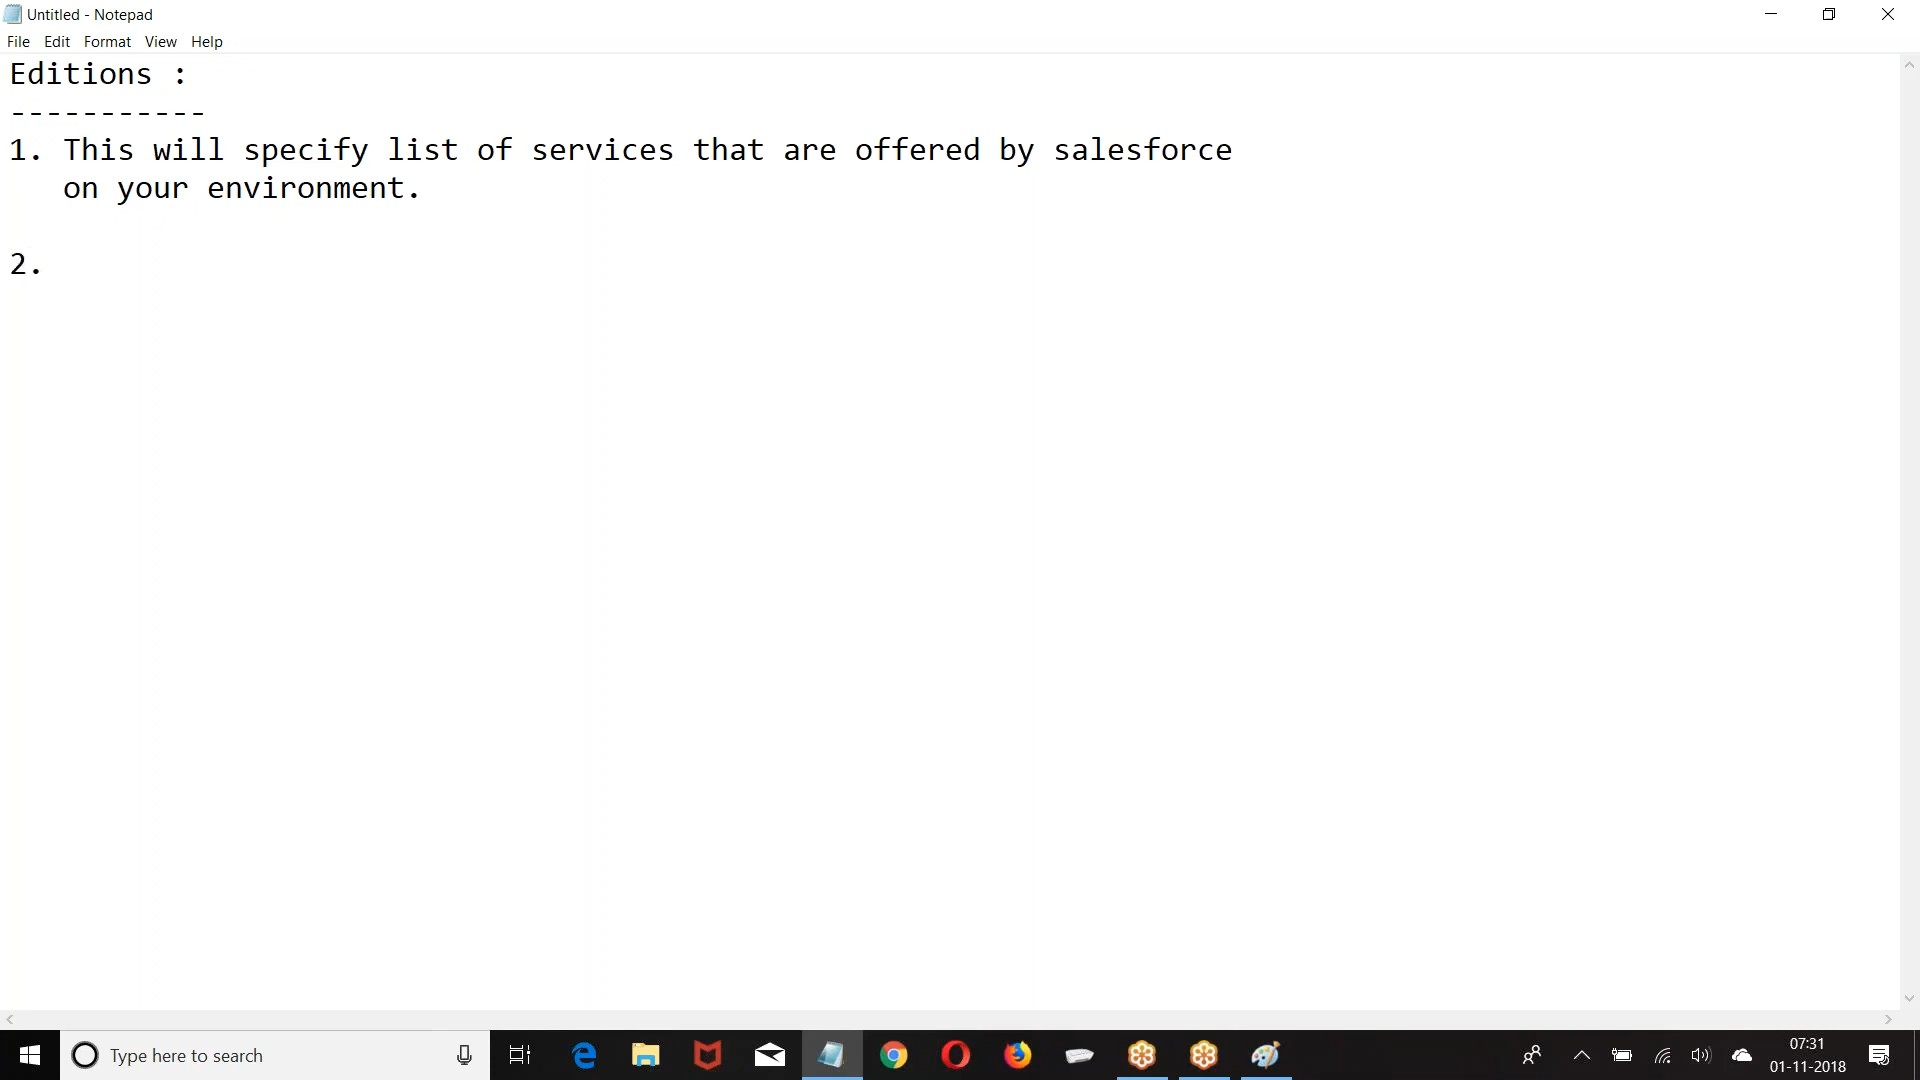 Untitled - Notepad
File Edit Format View Help
Editions :
-----------
1. This will specify list of services that are offered by salesforce
on your environment.
2.
Type here to search
07:31
01-11-2018